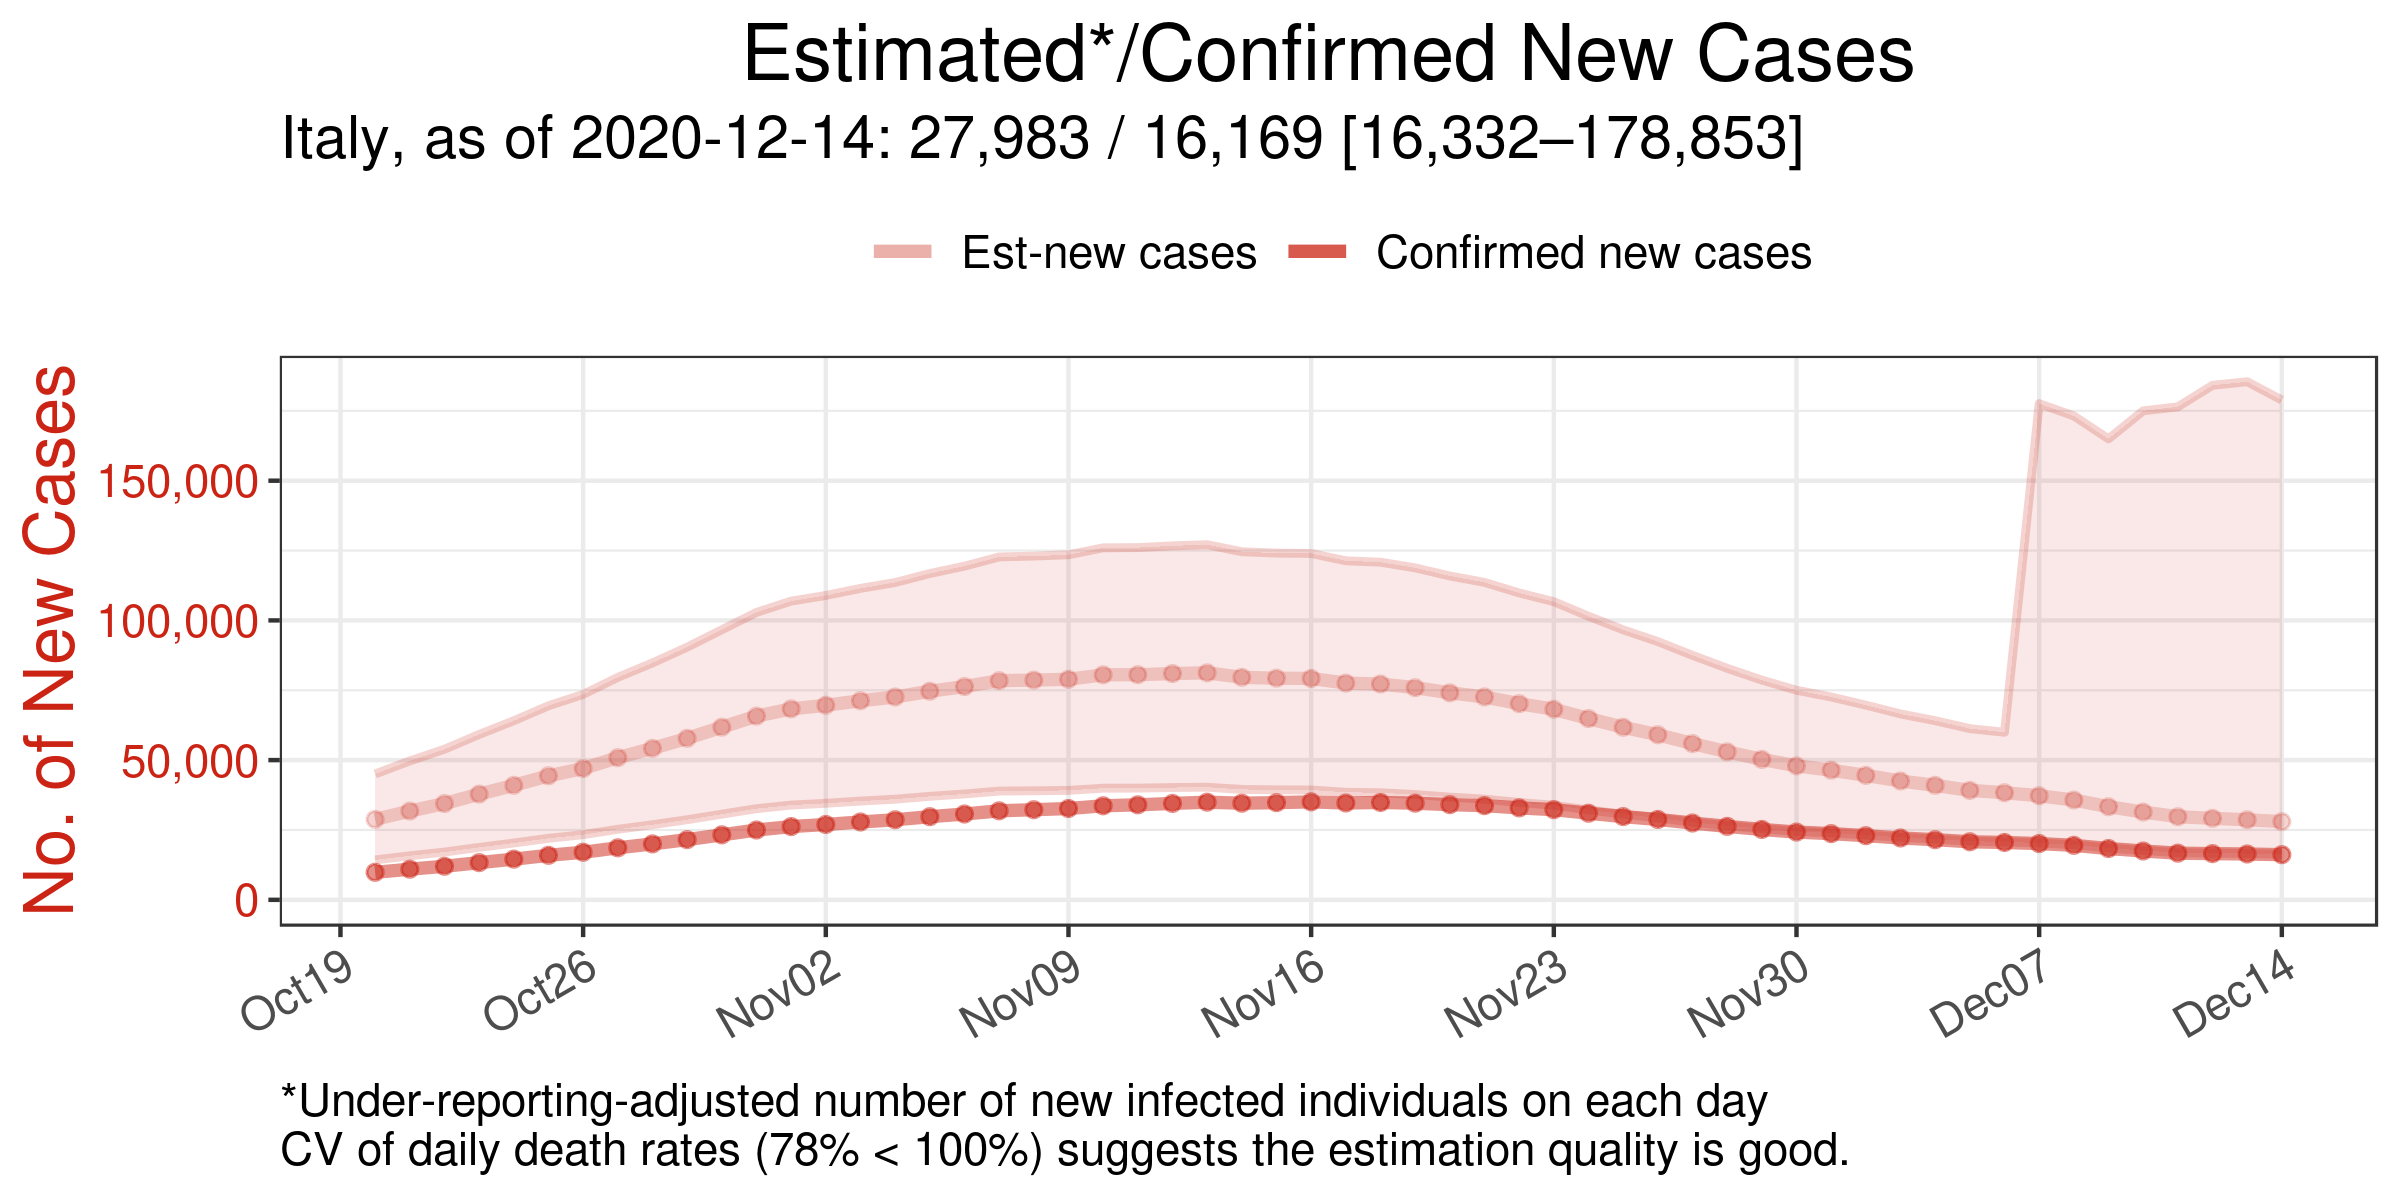 Estimated*/Confirmed New Cases
Italy, as of 2020-12-14: 27,983 / 16,169 [16,332–178,853]
Est-new cases
Confirmed new cases
No. of New Cases
150,000
100,000
50,000
0
Oct19
Oct26
Nov02
Nov09
Nov16
Nov23
Nov30
Dec07
Dec14
*Under-reporting-adjusted number of new infected individuals on each day
CV of daily death rates (78% < 100%) suggests the estimation quality is good.